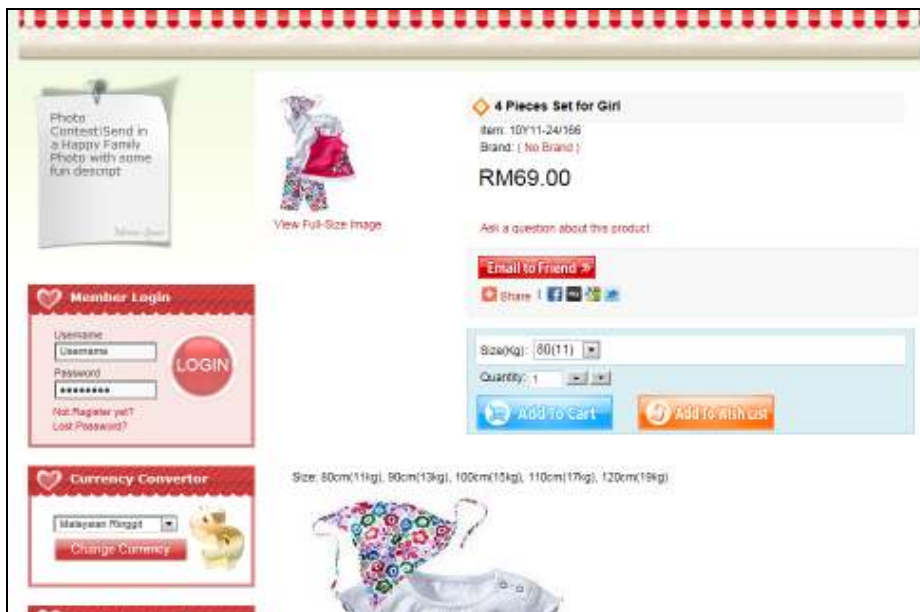 Photo
Contest!Send in
a Happy Family
Photo with some
fun descript
View Full-Size Image
4 Pieces Set for Girl
Item: 10Y11-24/166
Brand: ( No Brand )
RM69.00
Ask a question about this product
Email to Friend »
Share
Size(Kg): 80(11)
Quantity: 1
Add To Cart
Add To Wish List
Member Login
Username
Username
Password
LOGIN
Not Register yet?
Lost Password?
Currency Convertor
Malaysian Ringgit
Change Currency
Size: 80cm(11kg), 90cm(13kg), 100cm(15kg), 110cm(17kg), 120cm(19kg)